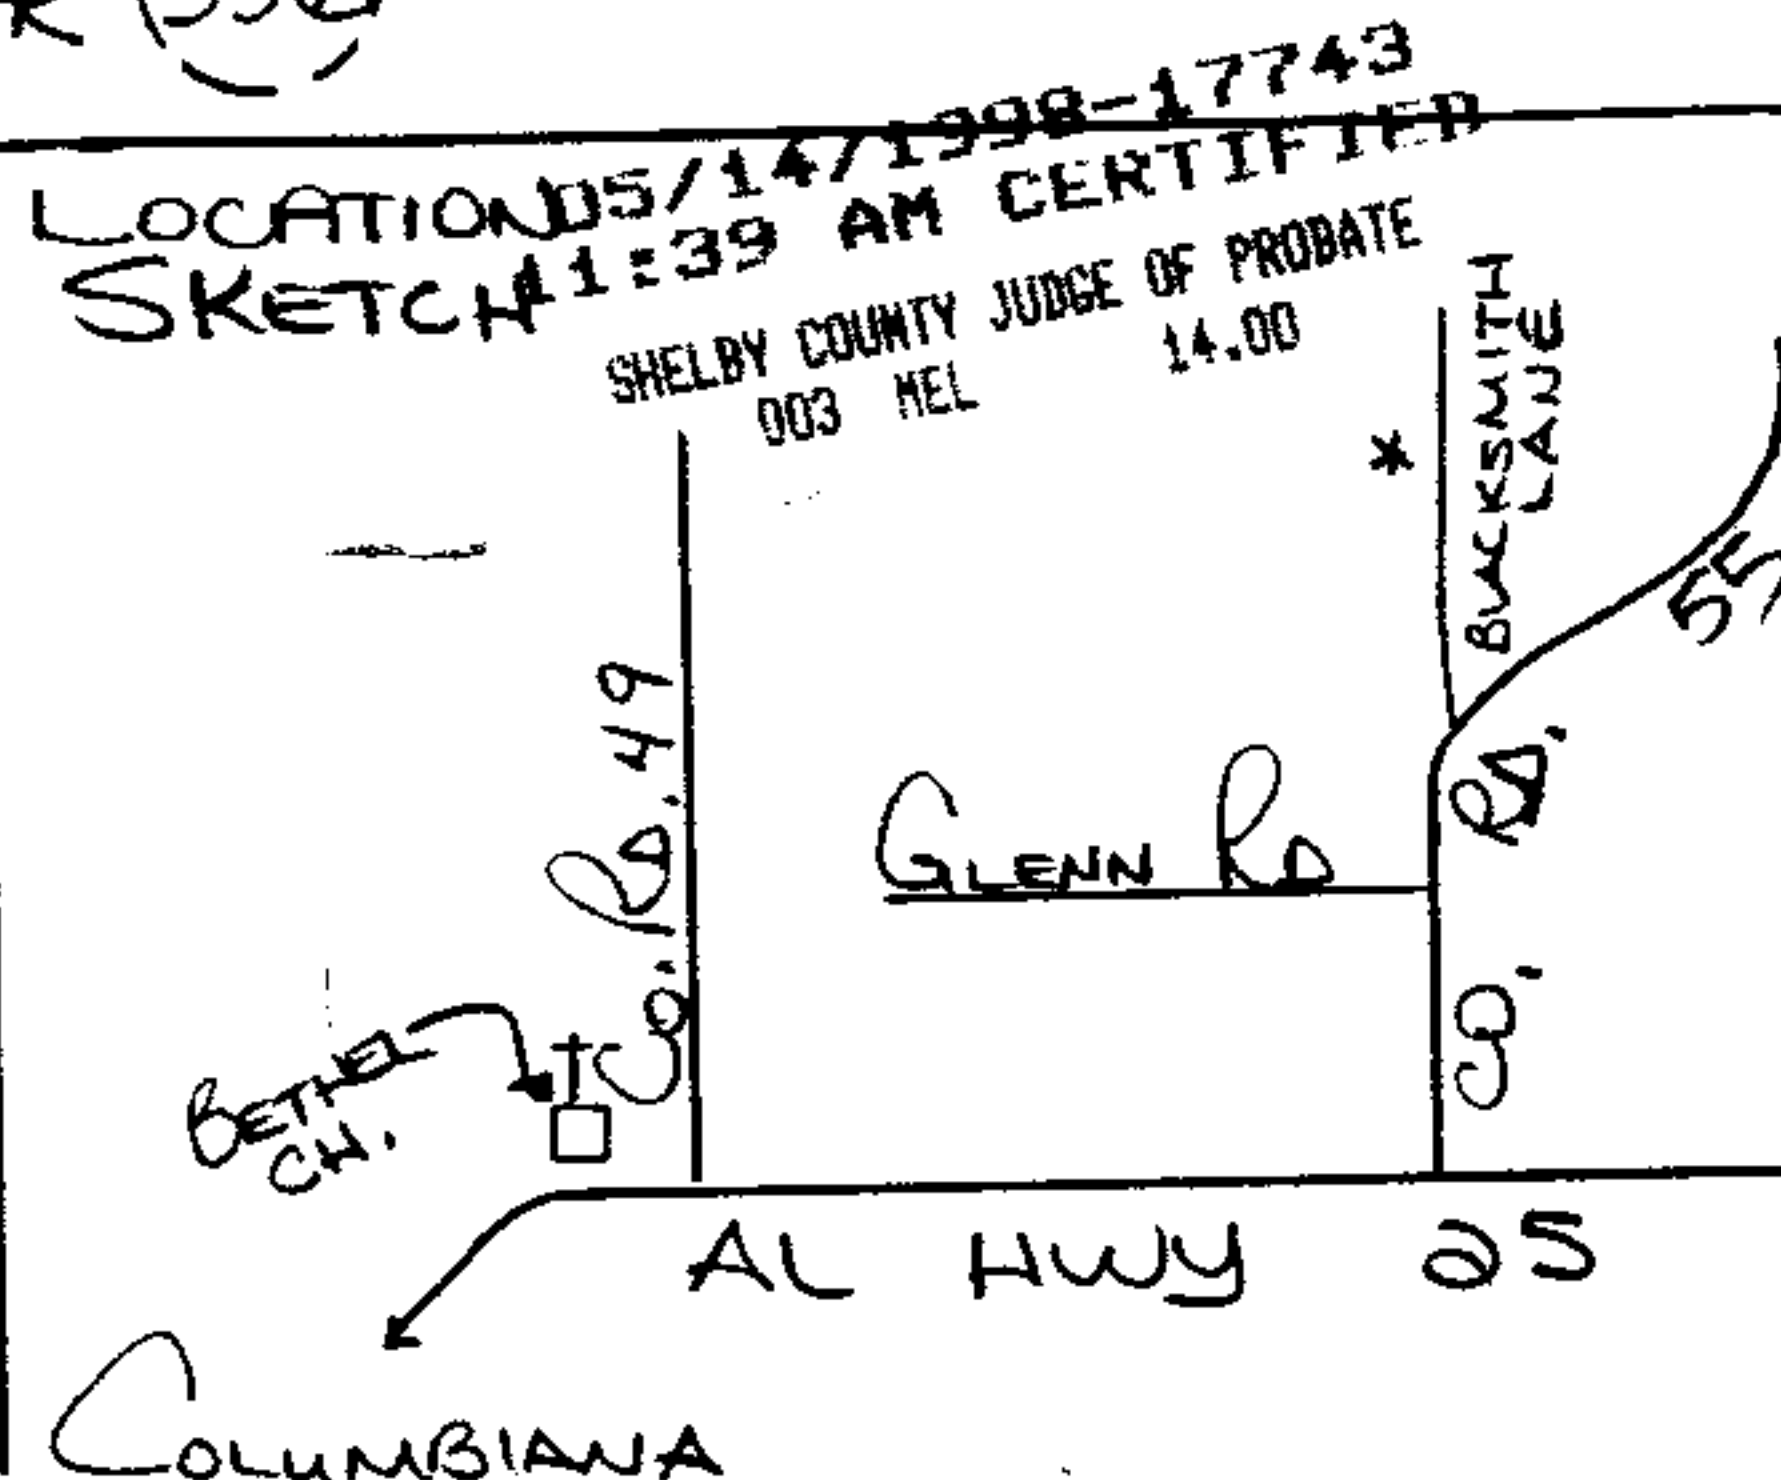 LOCATION
SKETCH
05/14/1998-17743
11:39 AM CERTIFIED
SHELBY COUNTY JUDGE OF PROBATE
003 MEL 14.00
BLACKSMITH
LANE
55
CO. RD. 49
GLENN RD
CO. RD.
BETHEL
CH.
AL HWY 25
COLUMBIANA